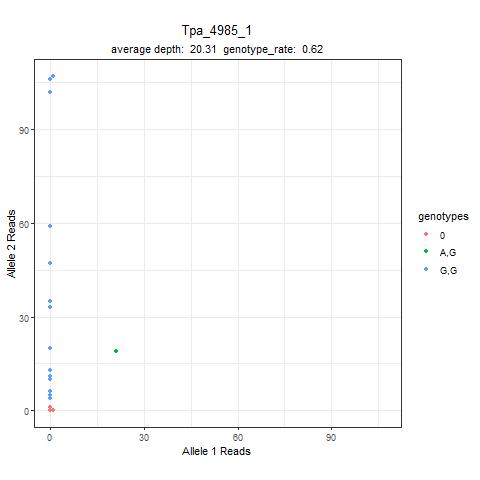 Tpa_4985_1
average depth:  20.31  genotype_rate:  0.62
90
60
30
0
Allele 2 Reads
0 30 60 90
Allele 1 Reads
genotypes
0
A,G
G,G